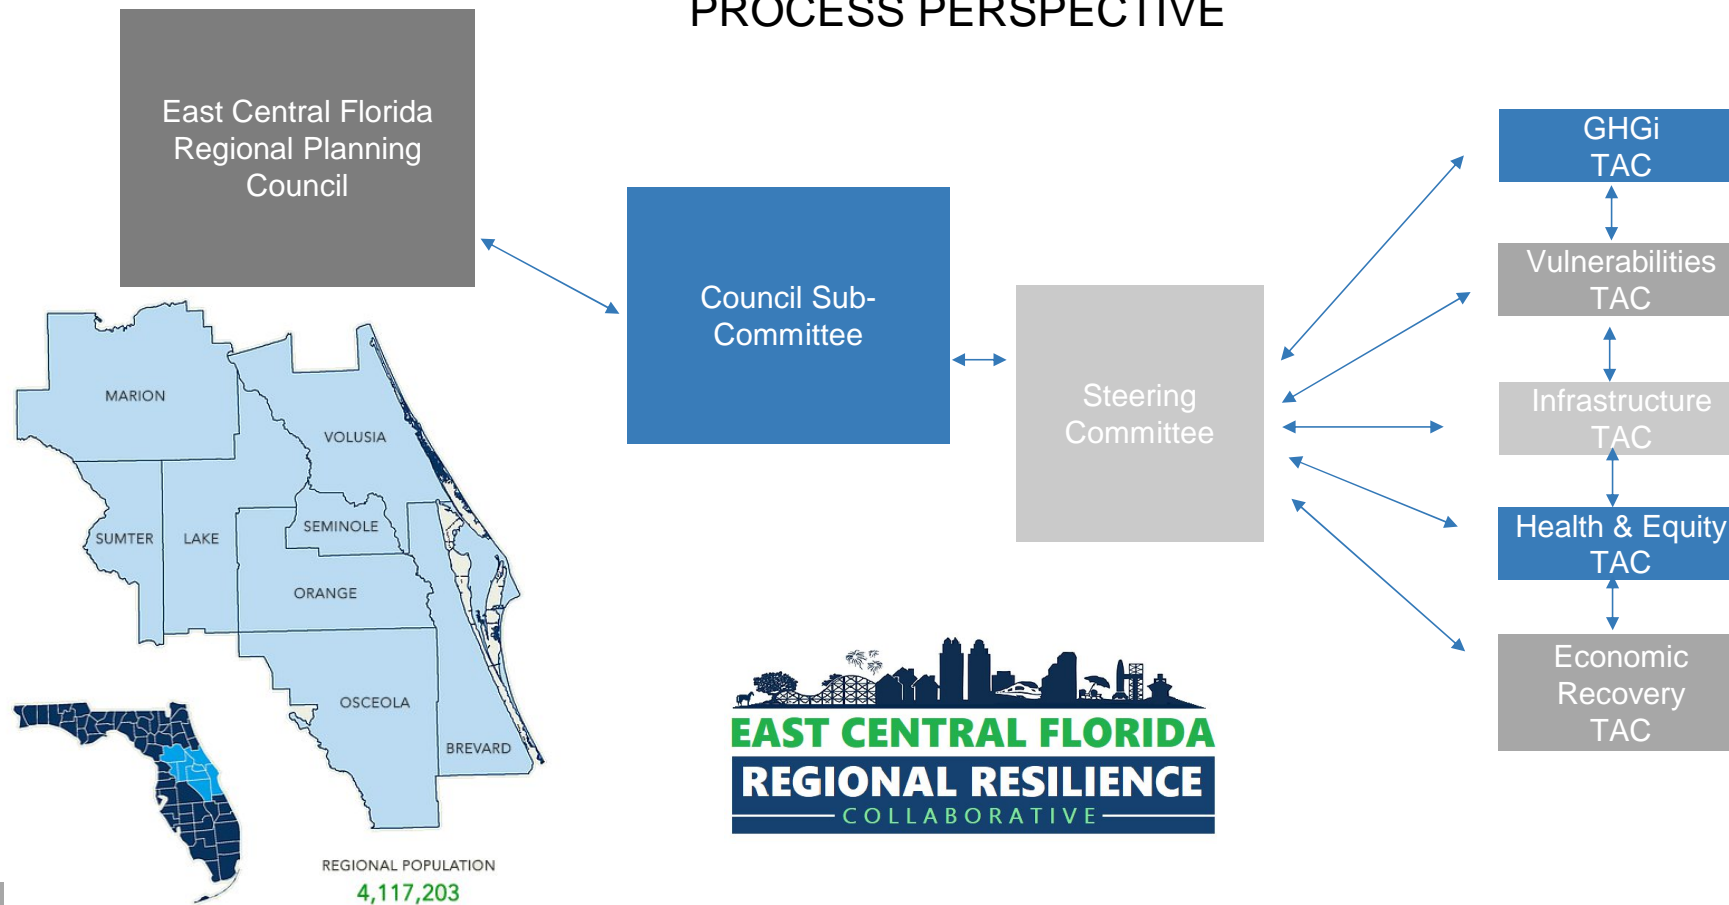 PROCESS PERSPECTIVE
East Central Florida
Regional Planning
Council
Council Sub-
Committee
Steering
Committee
GHGi
TAC
Vulnerabilities
TAC
Infrastructure
TAC
Health & Equity
TAC
Economic
Recovery
TAC
MARION
VOLUSIA
SUMTER
LAKE
SEMINOLE
ORANGE
OSCEOLA
BREVARD
REGIONAL POPULATION
4,117,203
EAST CENTRAL FLORIDA
REGIONAL RESILIENCE
COLLABORATIVE